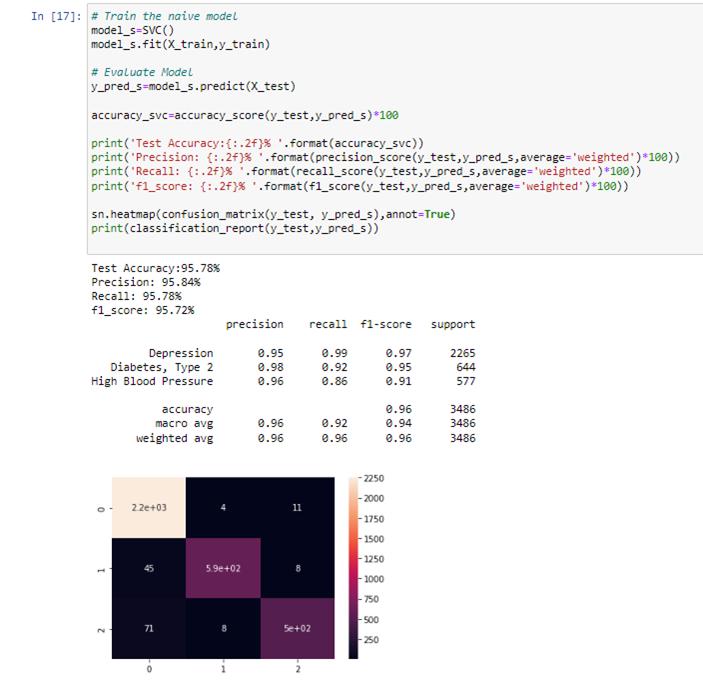 In [17]: # Train the naive model
model_s=SVC()
model_s.fit(X_train,y_train)
# Evaluate Model
y_pred_s=model_s.predict(X_test)
accuracy_svc=accuracy_score(y_test,y_pred_s)*100
print('Test Accuracy:{:.2f}% '.format(accuracy_svc))
print('Precision: {:.2f}% '.format(precision_score(y_test,y_pred_s,average='weighted')*100))
print('Recall: {:.2f}% '.format(recall_score(y_test,y_pred_s,average='weighted')*100))
print('f1_score: {:.2f}% '.format(f1_score(y_test,y_pred_s,average='weighted')*100))
sn.heatmap(confusion_matrix(y_test, y_pred_s),annot=True)
print(classification_report(y_test,y_pred_s))
Test Accuracy:95.78%
Precision: 95.84%
Recall: 95.78%
f1_score: 95.72%
precision recall f1-score support
Depression 0.95 0.99 0.97 2265
Diabetes, Type 2 0.98 0.92 0.95 644
High Blood Pressure 0.96 0.86 0.91 577
accuracy 0.96 3486
macro avg 0.96 0.92 0.94 3486
weighted avg 0.96 0.96 0.96 3486
0 2.2e+03 4 11
1 45 5.9e+02 8
2 71 8 5e+02
0 1 2
2250
2000
1750
1500
1250
1000
750
500
250